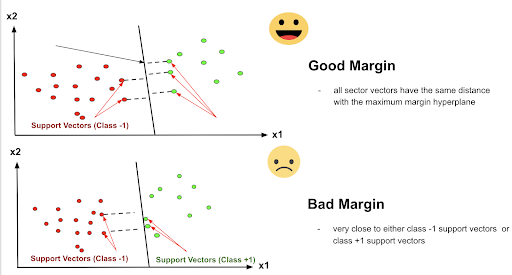 x2
Good Margin
- all sector vectors have the same distance
with the maximum margin hyperplane
Support Vectors (Class -1)
x1
x2
Bad Margin
- very close to either class -1 support vectors or
class +1 support vectors
Support Vectors (Class -1)
Support Vectors (Class +1)
x1